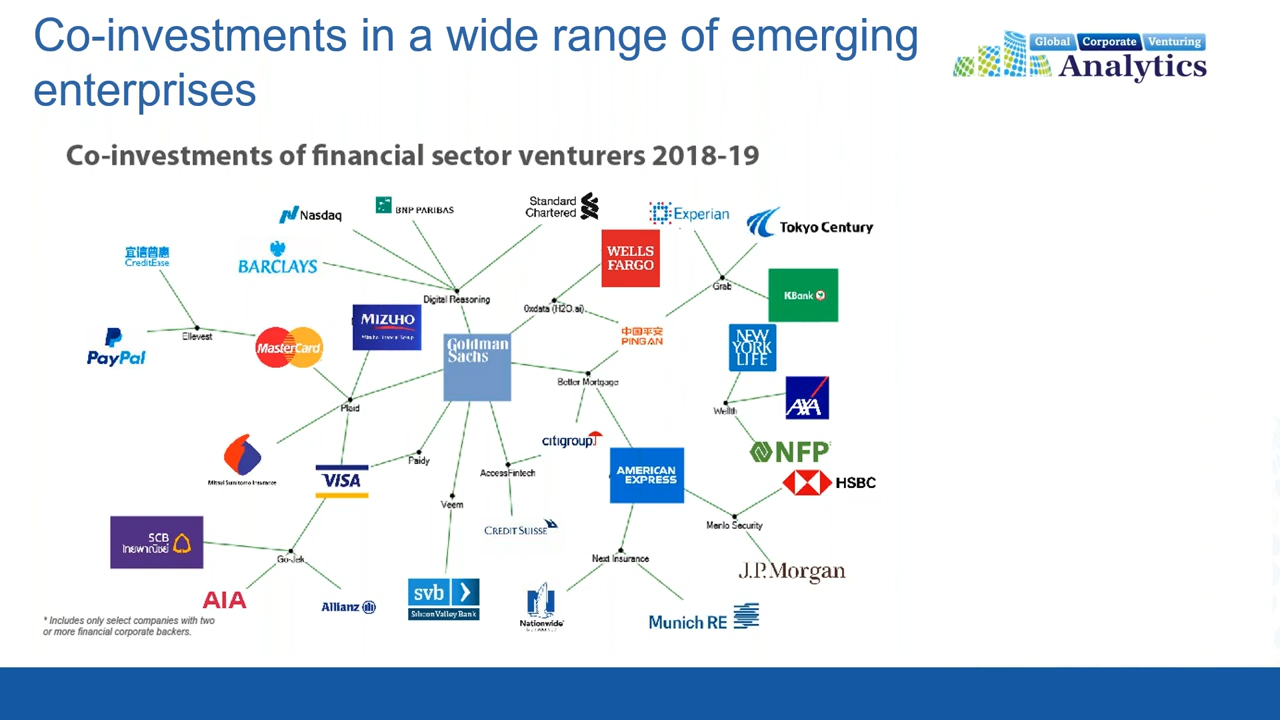 Co-investments in a wide range of emerging
enterprises
Global Corporate Venturing
Analytics
Co-investments of financial sector venturers 2018-19
Nasdaq
BNP PARIBAS
Standard
Chartered
Experian
Tokyo Century
宜信普惠
CreditEase
BARCLAYS
WELLS
FARGO
Digital Reasoning
0xdata (H2O.ai)
Grab
KBank
MIZUHO
Mizuho Financial Group
Ellevest
PayPal
MasterCard
Goldman
Sachs
中国平安
PINGAN
NEW
YORK
LIFE
Better Mortgage
Plaid
Wellth
AXA
citigroup
NFP
Mitsui Sumitomo Insurance
VISA
Paidy
AccessFintech
AMERICAN
EXPRESS
HSBC
Veem
CREDIT SUISSE
Menlo Security
SCB
ไทยพาณิชย์
Go-Jek
Next Insurance
J.P.Morgan
AIA
Allianz
svb
Silicon Valley Bank
Nationwide
Munich RE
* Includes only select companies with two
or more financial corporate backers.